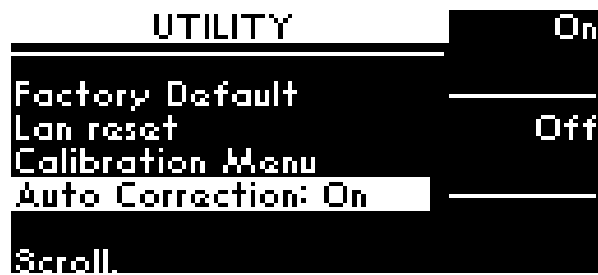 UTILITY
On
Factory Default
Lan reset
Off
Calibration Menu
Auto Correction: On
Scroll.